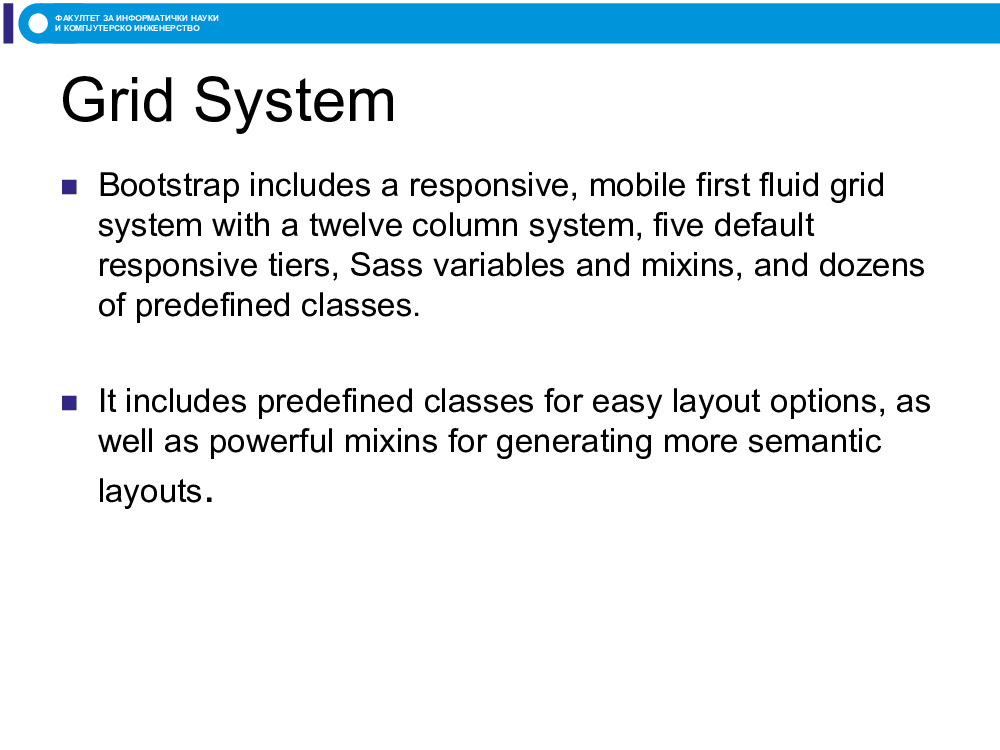 ФАКУЛТЕТ ЗА ИНФОРМАТИЧКИ НАУКИ
И КОМПЈУТЕРСКО ИНЖЕНЕРСТВО
Grid System
Bootstrap includes a responsive, mobile first fluid grid
system with a twelve column system, five default
responsive tiers, Sass variables and mixins, and dozens
of predefined classes.
It includes predefined classes for easy layout options, as
well as powerful mixins for generating more semantic
layouts.